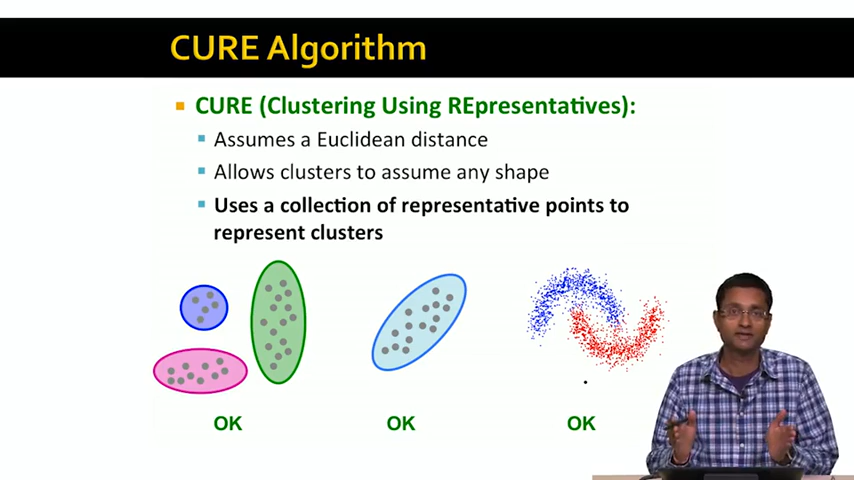 CURE Algorithm
CURE (Clustering Using REpresentatives):
Assumes a Euclidean distance
Allows clusters to assume any shape
Uses a collection of representative points to
represent clusters
OK
OK
OK